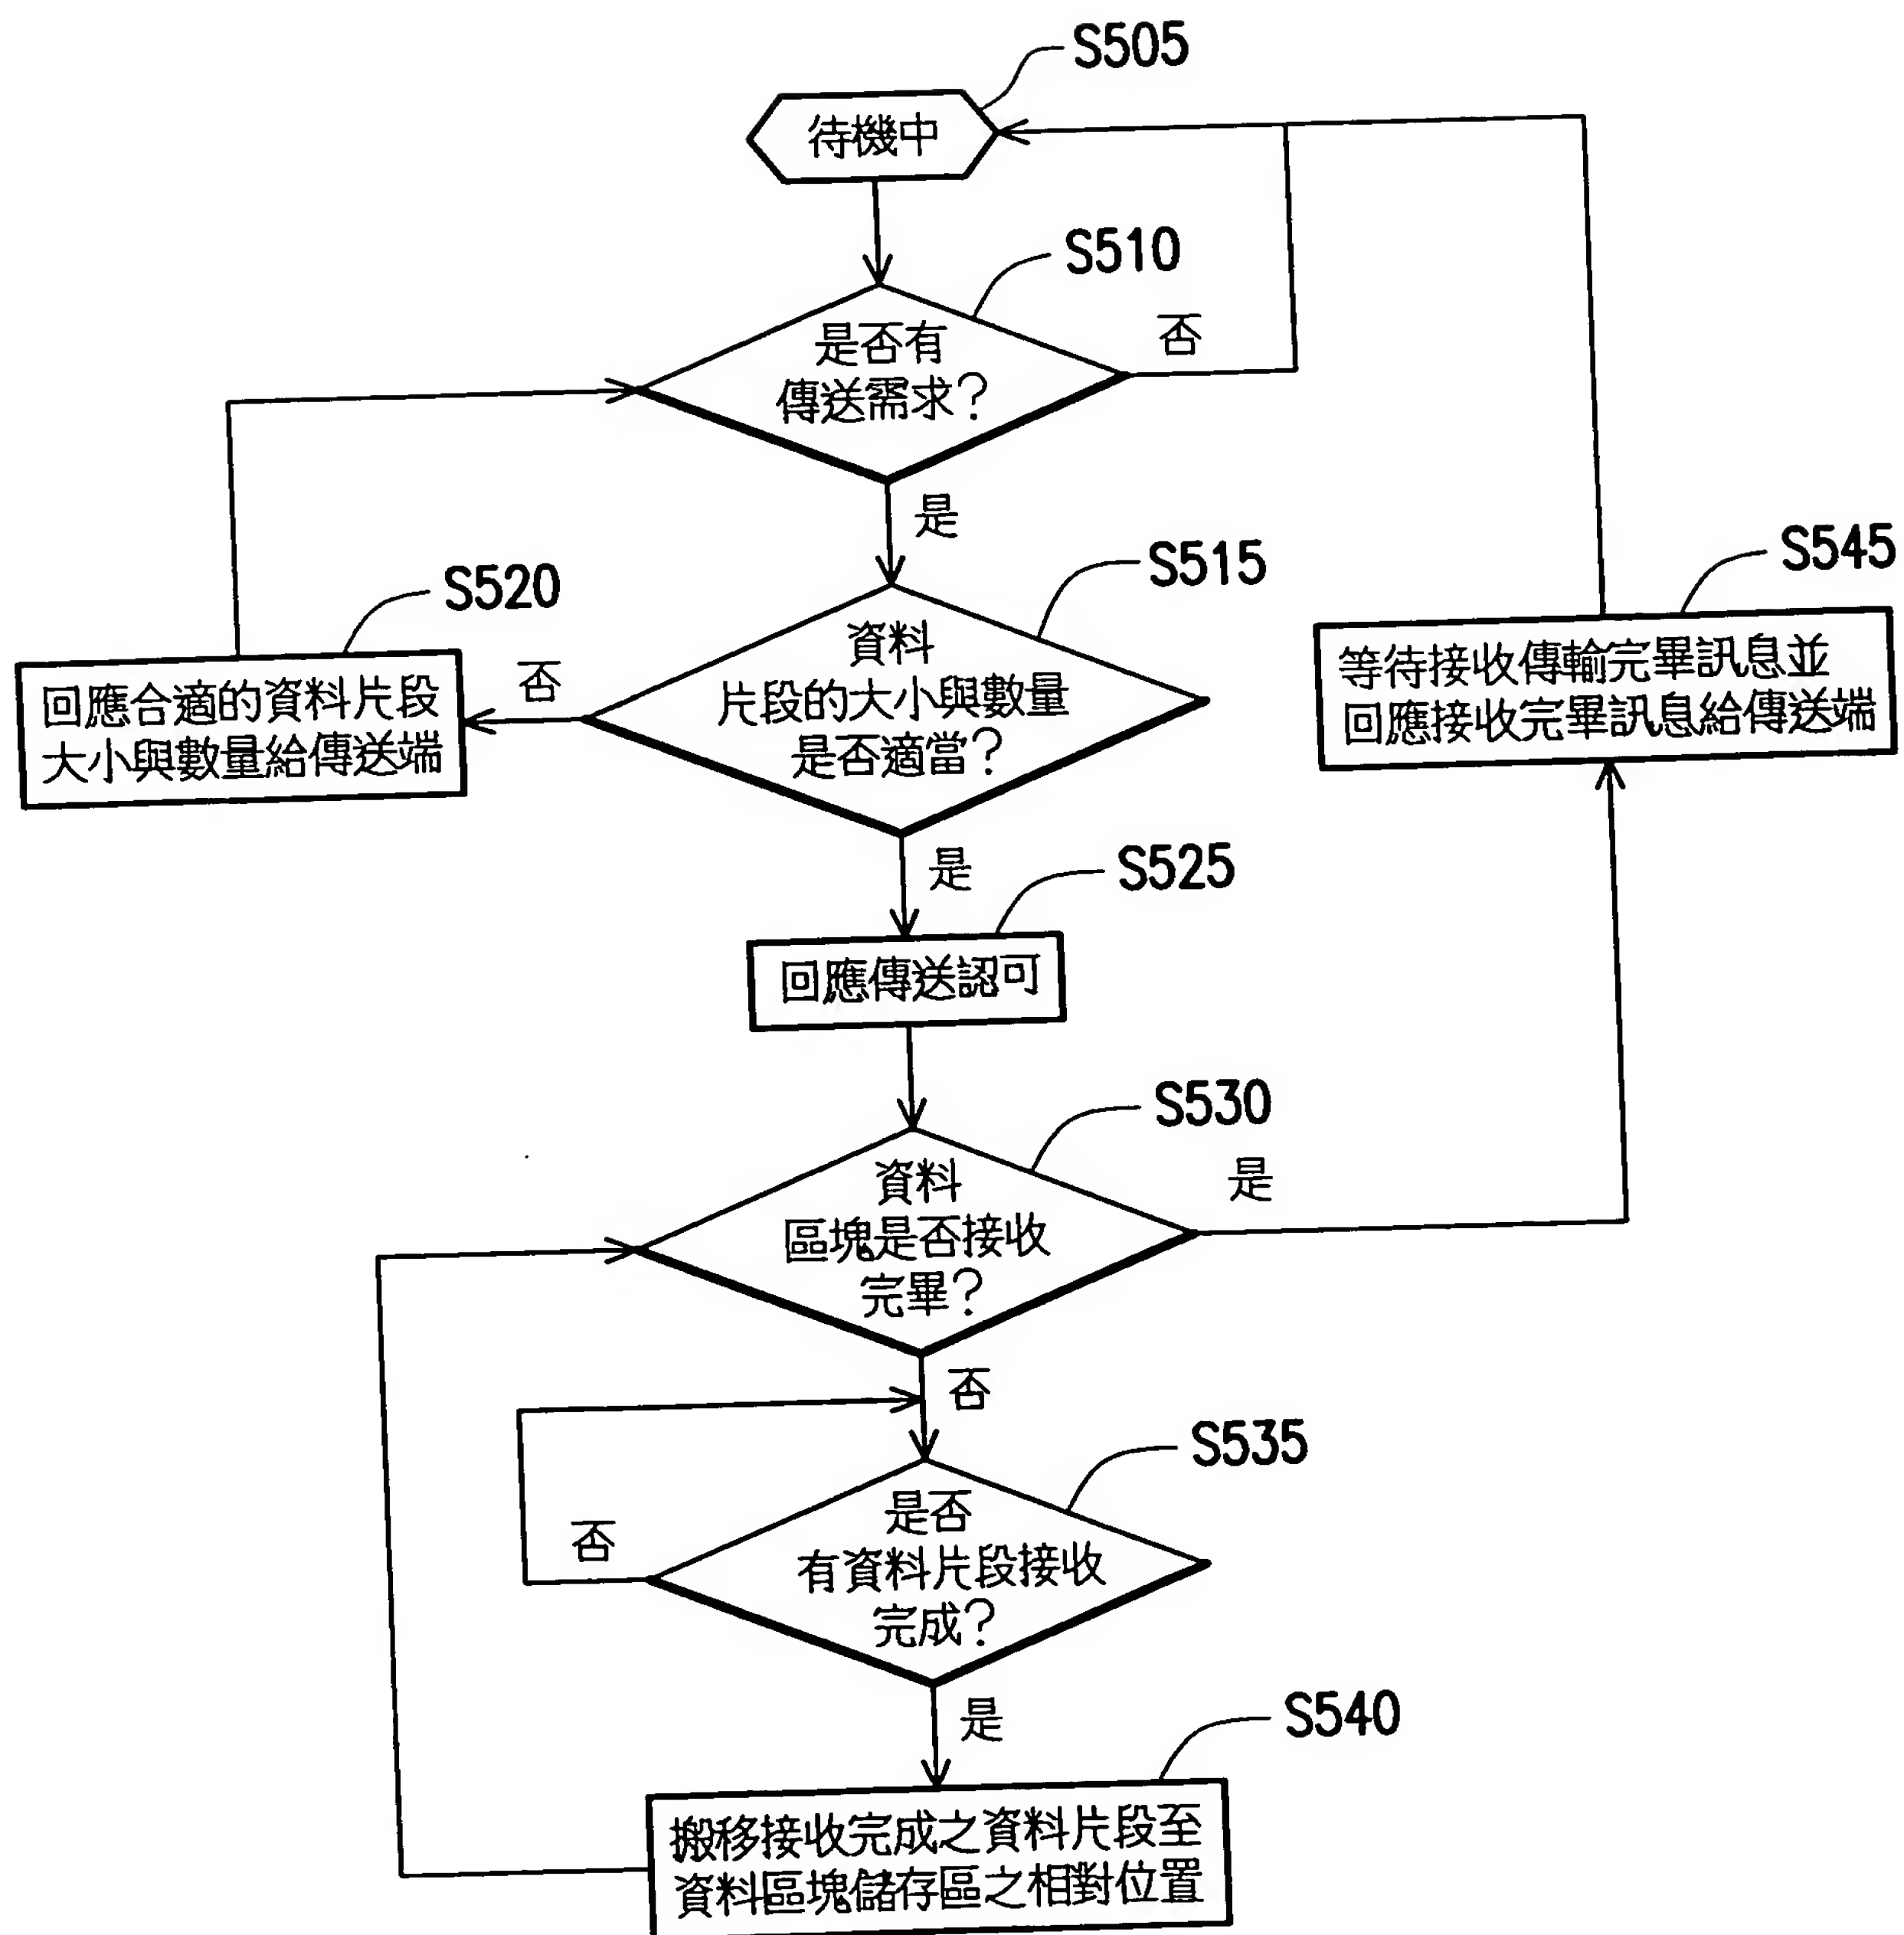 S505
待機中
S510
是否有
傳送需求?
否
是
S515
資料
片段的大小與數量
是否適當?
S520
否
回應合適的資料片段
大小與數量給傳送端
S545
等待接收傳輸完畢訊息並
回應接收完畢訊息給傳送端
是
S525
回應傳送認可
S530
資料
區塊是否接收
完畢?
是
否
S535
是否
有資料片段接收
完成?
否
是
S540
搬移接收完成之資料片段至
資料區塊儲存區之相對位置